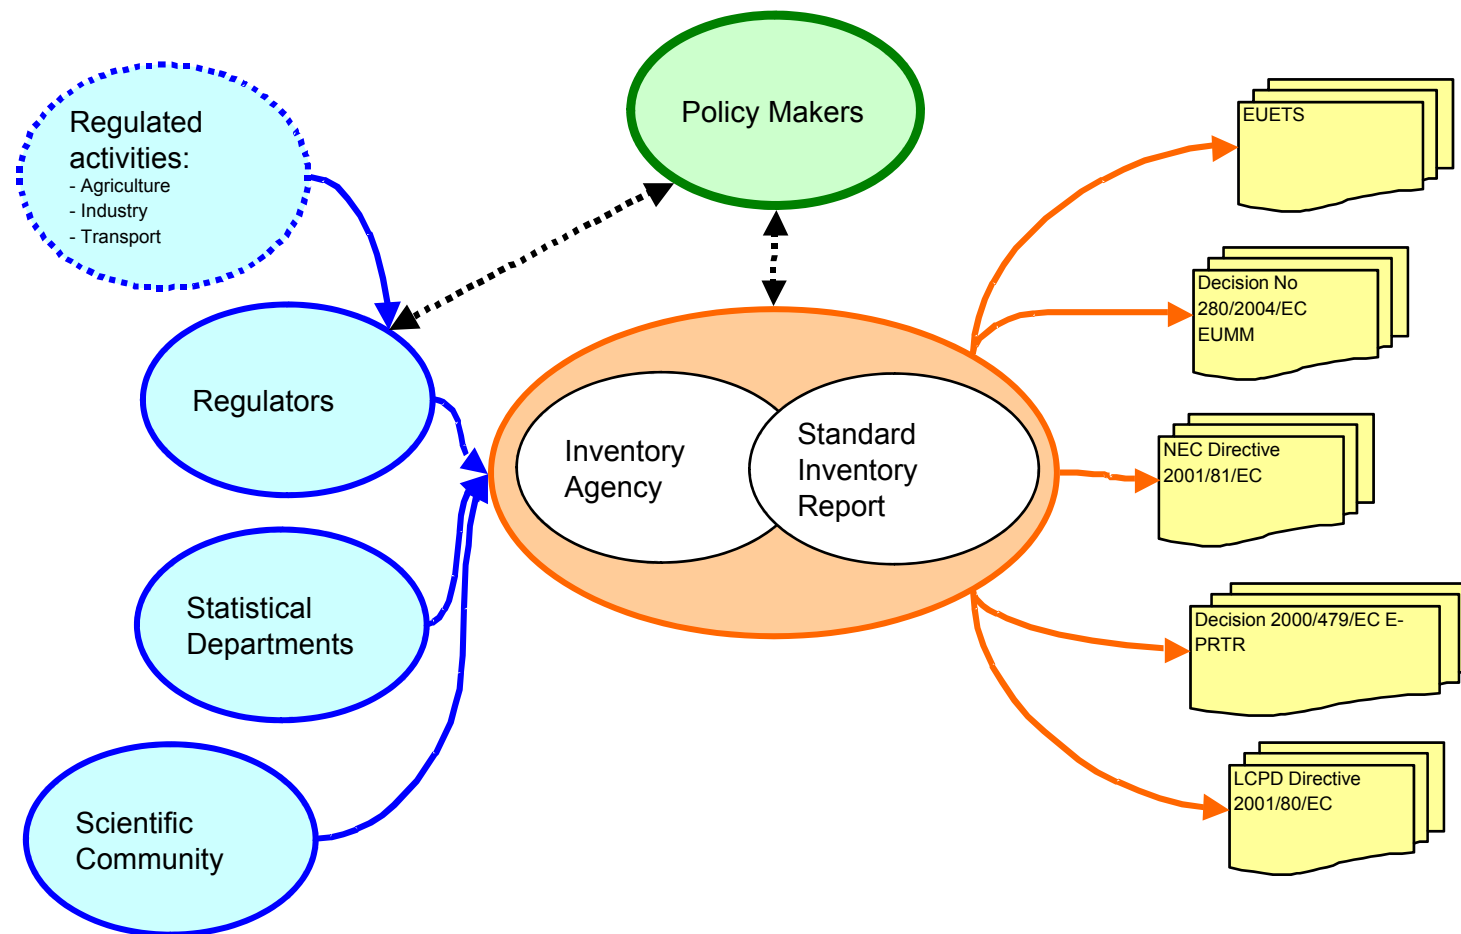 Regulated
activities:
- Agriculture
- Industry
- Transport
Policy Makers
EUETS
Decision No
280/2004/EC
EUMM
Regulators
Inventory
Agency
Standard
Inventory
Report
NEC Directive
2001/81/EC
Statistical
Departments
Decision 2000/479/EC E-
PRTR
LCPD Directive
2001/80/EC
Scientific
Community